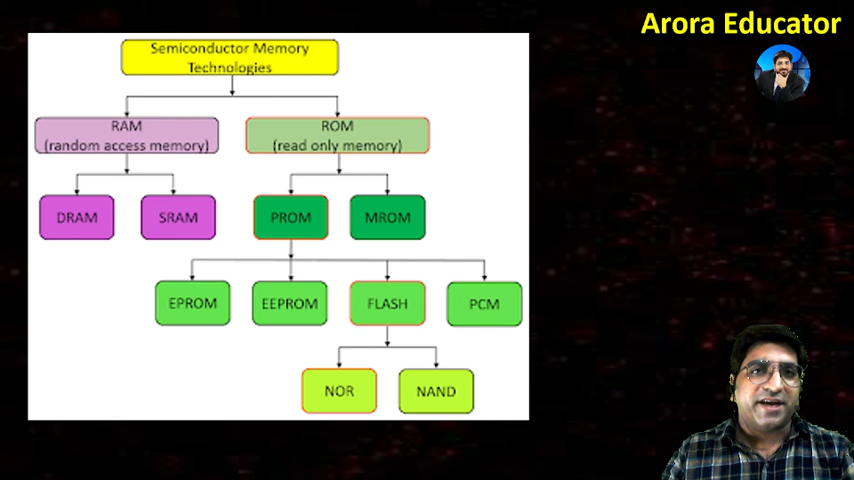 Arora Educator
Semiconductor Memory
Technologies
RAM
(random access memory)
ROM
(read only memory)
DRAM
SRAM
PROM
MROM
EPROM
EEPROM
FLASH
PCM
NOR
NAND